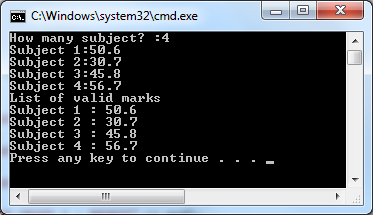 C:\Windows\system32\cmd.exe
How many subject? :4
Subject 1:50.6
Subject 2:30.7
Subject 3:45.8
Subject 4:56.7
List of valid marks
Subject 1 : 50.6
Subject 2 : 30.7
Subject 3 : 45.8
Subject 4 : 56.7
Press any key to continue . . . _